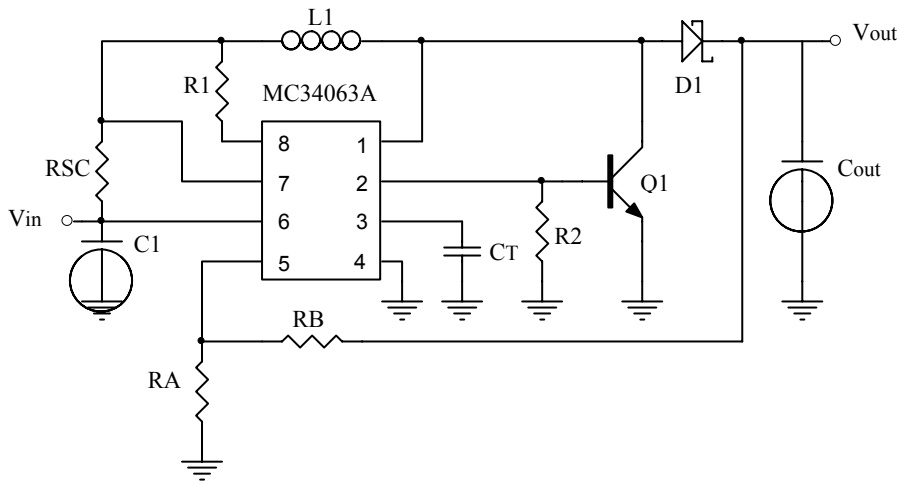 L1
Vout
R1
MC34063A
D1
8
1
RSC
7
2
Q1
Cout
Vin
6
3
R2
C1
CT
5
4
RB
RA